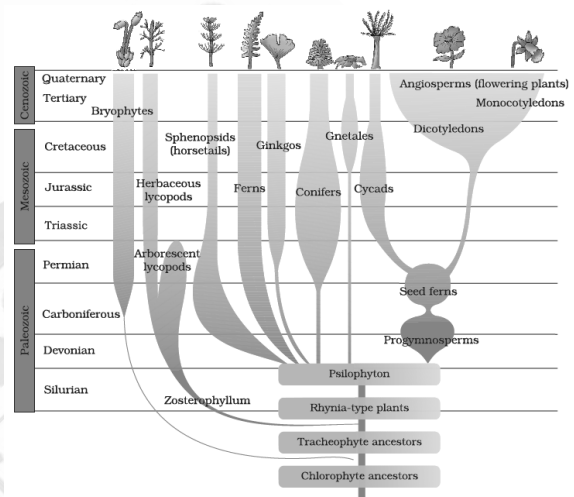 Cenozoic
Quaternary
Tertiary
Mesozoic
Cretaceous
Jurassic
Triassic
Paleozoic
Permian
Carboniferous
Devonian
Silurian
Bryophytes
Angiosperms (flowering plants)
Monocotyledons
Dicotyledons
Sphenopsids
(horsetails)
Ginkgos
Gnetales
Herbaceous
lycopods
Ferns
Conifers
Cycads
Arborescent
lycopods
Seed ferns
Progymnosperms
Psilophyton
Zosterophyllum
Rhynia-type plants
Tracheophyte ancestors
Chlorophyte ancestors